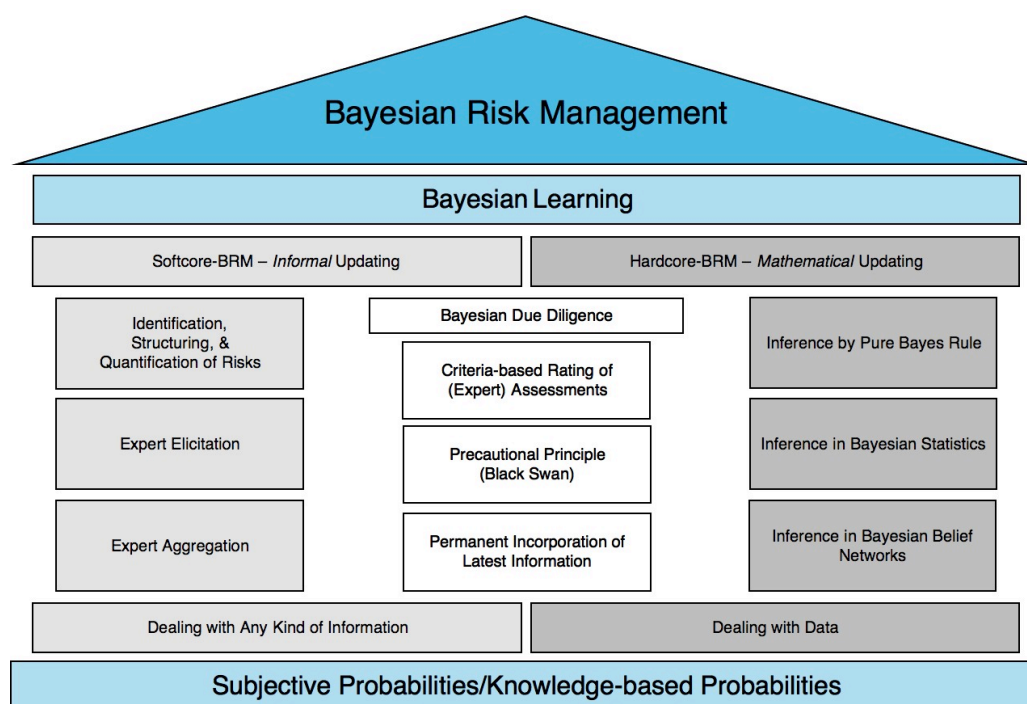 Bayesian Risk Management
Bayesian Learning
Softcore-BRM – Informal Updating
Hardcore-BRM – Mathematical Updating
Identification,
Structuring, &
Quantification of Risks
Expert Elicitation
Expert Aggregation
Bayesian Due Diligence
Criteria-based Rating of
(Expert) Assessments
Precautional Principle
(Black Swan)
Permanent Incorporation of
Latest Information
Inference by Pure Bayes Rule
Inference in Bayesian Statistics
Inference in Bayesian Belief
Networks
Dealing with Any Kind of Information
Dealing with Data
Subjective Probabilities/Knowledge-based Probabilities